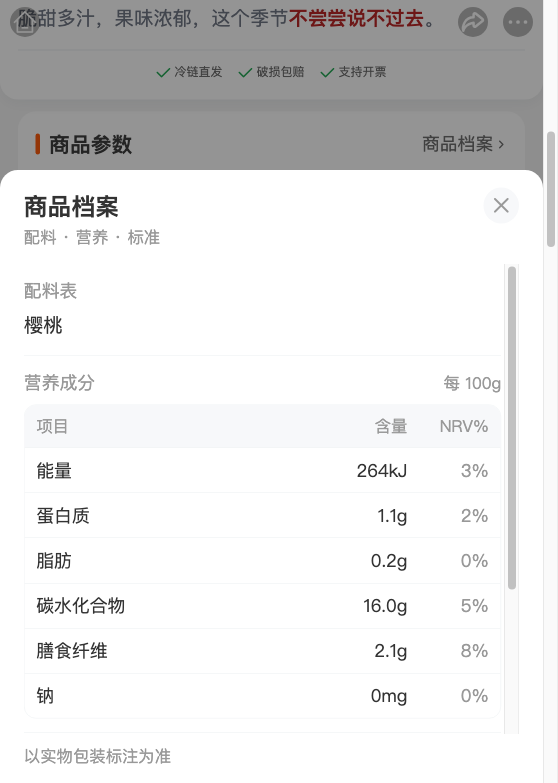 脆甜多汁，果味浓郁，这个季节不尝尝说不过去。
冷链直发 破损包赔 支持开票
商品参数 商品档案 ›
商品档案
配料 · 营养 · 标准
配料表
樱桃
营养成分 每 100g
项目 含量 NRV%
能量 264kJ 3%
蛋白质 1.1g 2%
脂肪 0.2g 0%
碳水化合物 16.0g 5%
膳食纤维 2.1g 8%
钠 0mg 0%
以实物包装标注为准